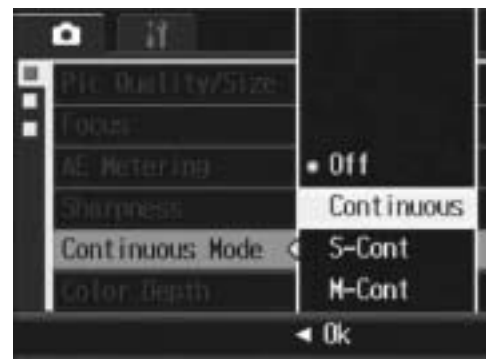 Pic Quality/Size
Focus
AE Metering
Off
Sharpness
Continuous
Continuous Mode
S-Cont
Color Depth
M-Cont
Ok